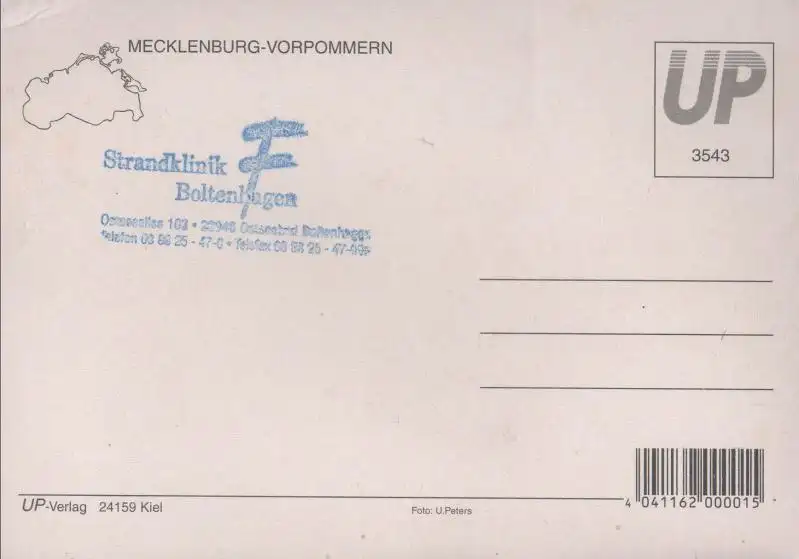 MECKLENBURG-VORPOMMERN
UP
3543
Strandklinik
Boltenhagen
Ostseeallee 103 • 23946 Ostseebad Boltenhagen
Telefon 03 88 25 - 47-0 • Telefax 03 88 25 -
UP-Verlag 24159 Kiel
Foto: U.Peters
4 041162 000015